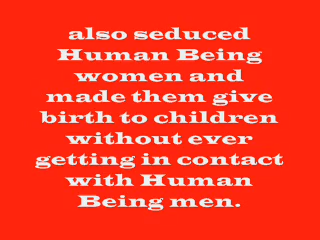 also seduced
Human Being
women and
made them give
birth to children
without ever
getting in contact
with Human
Being men.